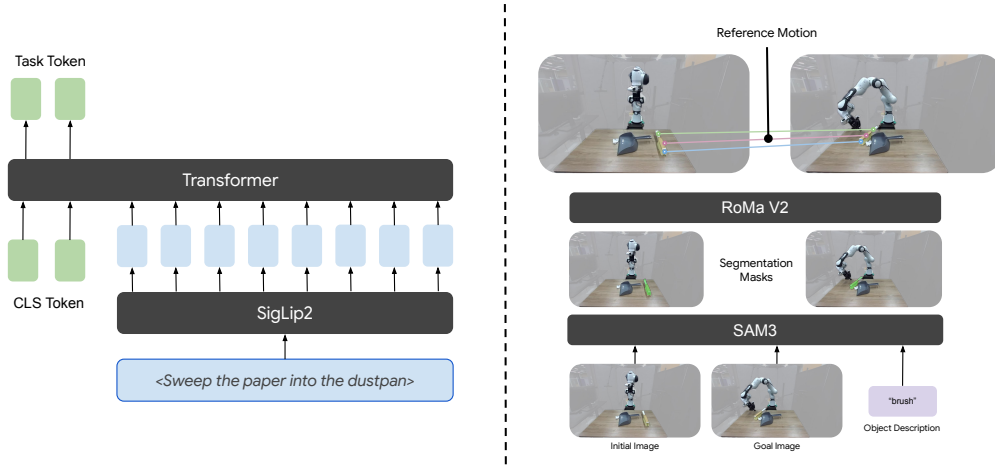 Task Token
Transformer
CLS Token
SigLip2
<Sweep the paper into the dustpan>
Reference Motion
RoMa V2
Segmentation
Masks
SAM3
"brush"
Object Description
Initial Image
Goal Image